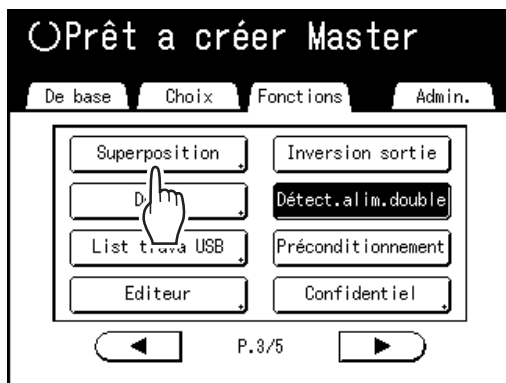 Prêt a créer Master
De base Choix Fonctions Admin.
Superposition Inversion sortie
Détect.alim.double
List USB Préconditionnement
Editeur Confidentiel
P.3/5